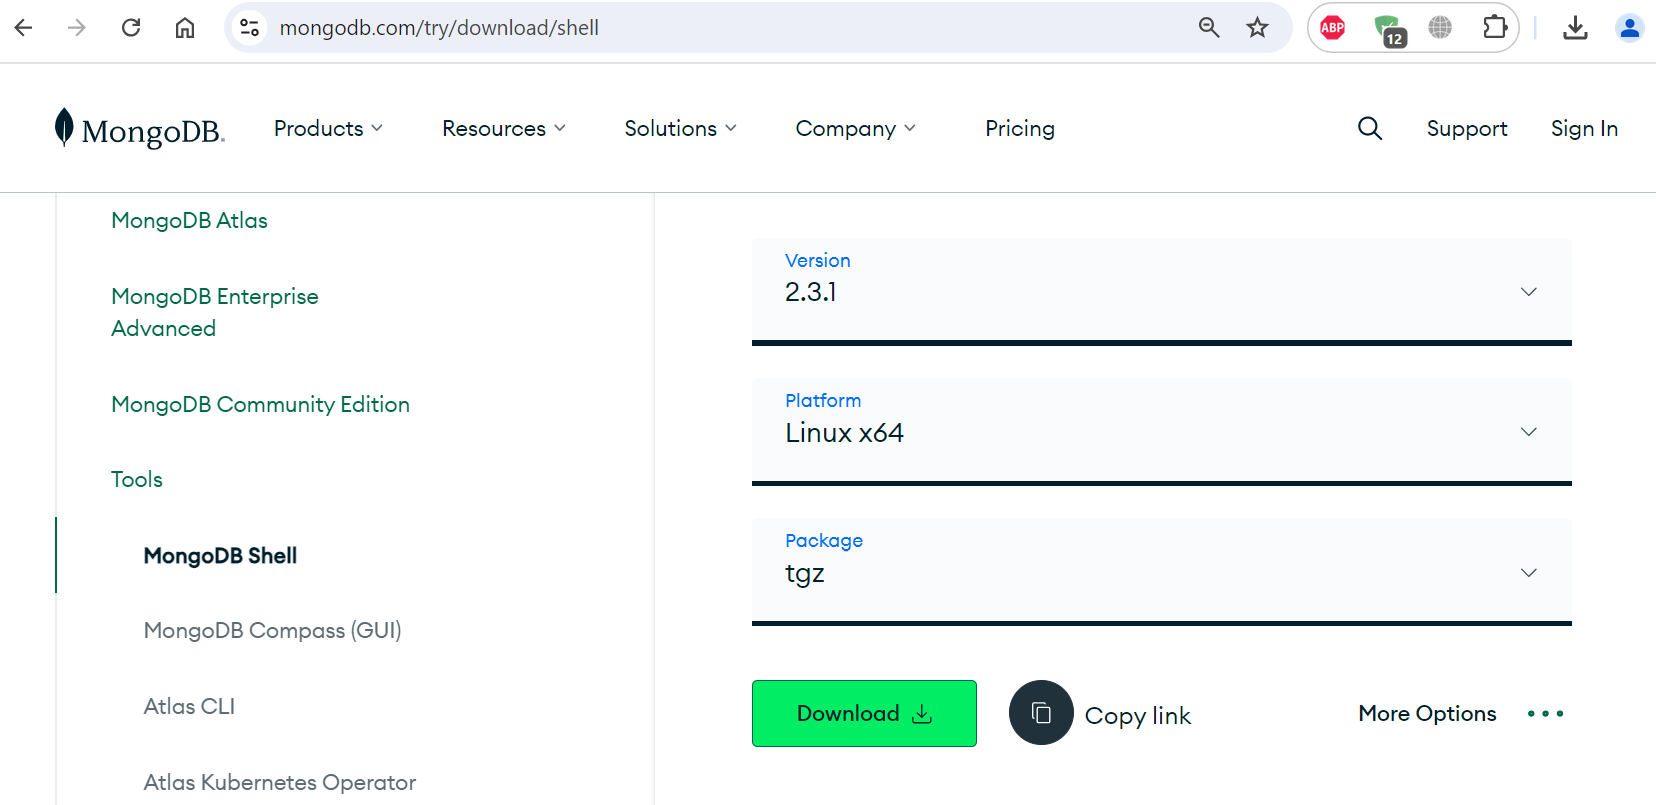 mongodb.com/try/download/shell
ABP
12
MongoDB.
Products
Resources
Solutions
Company
Pricing
Support
Sign In
MongoDB Atlas
MongoDB Enterprise
Advanced
MongoDB Community Edition
Tools
MongoDB Shell
MongoDB Compass (GUI)
Atlas CLI
Atlas Kubernetes Operator
Version
2.3.1
Platform
Linux x64
Package
tgz
Download
Copy link
More Options